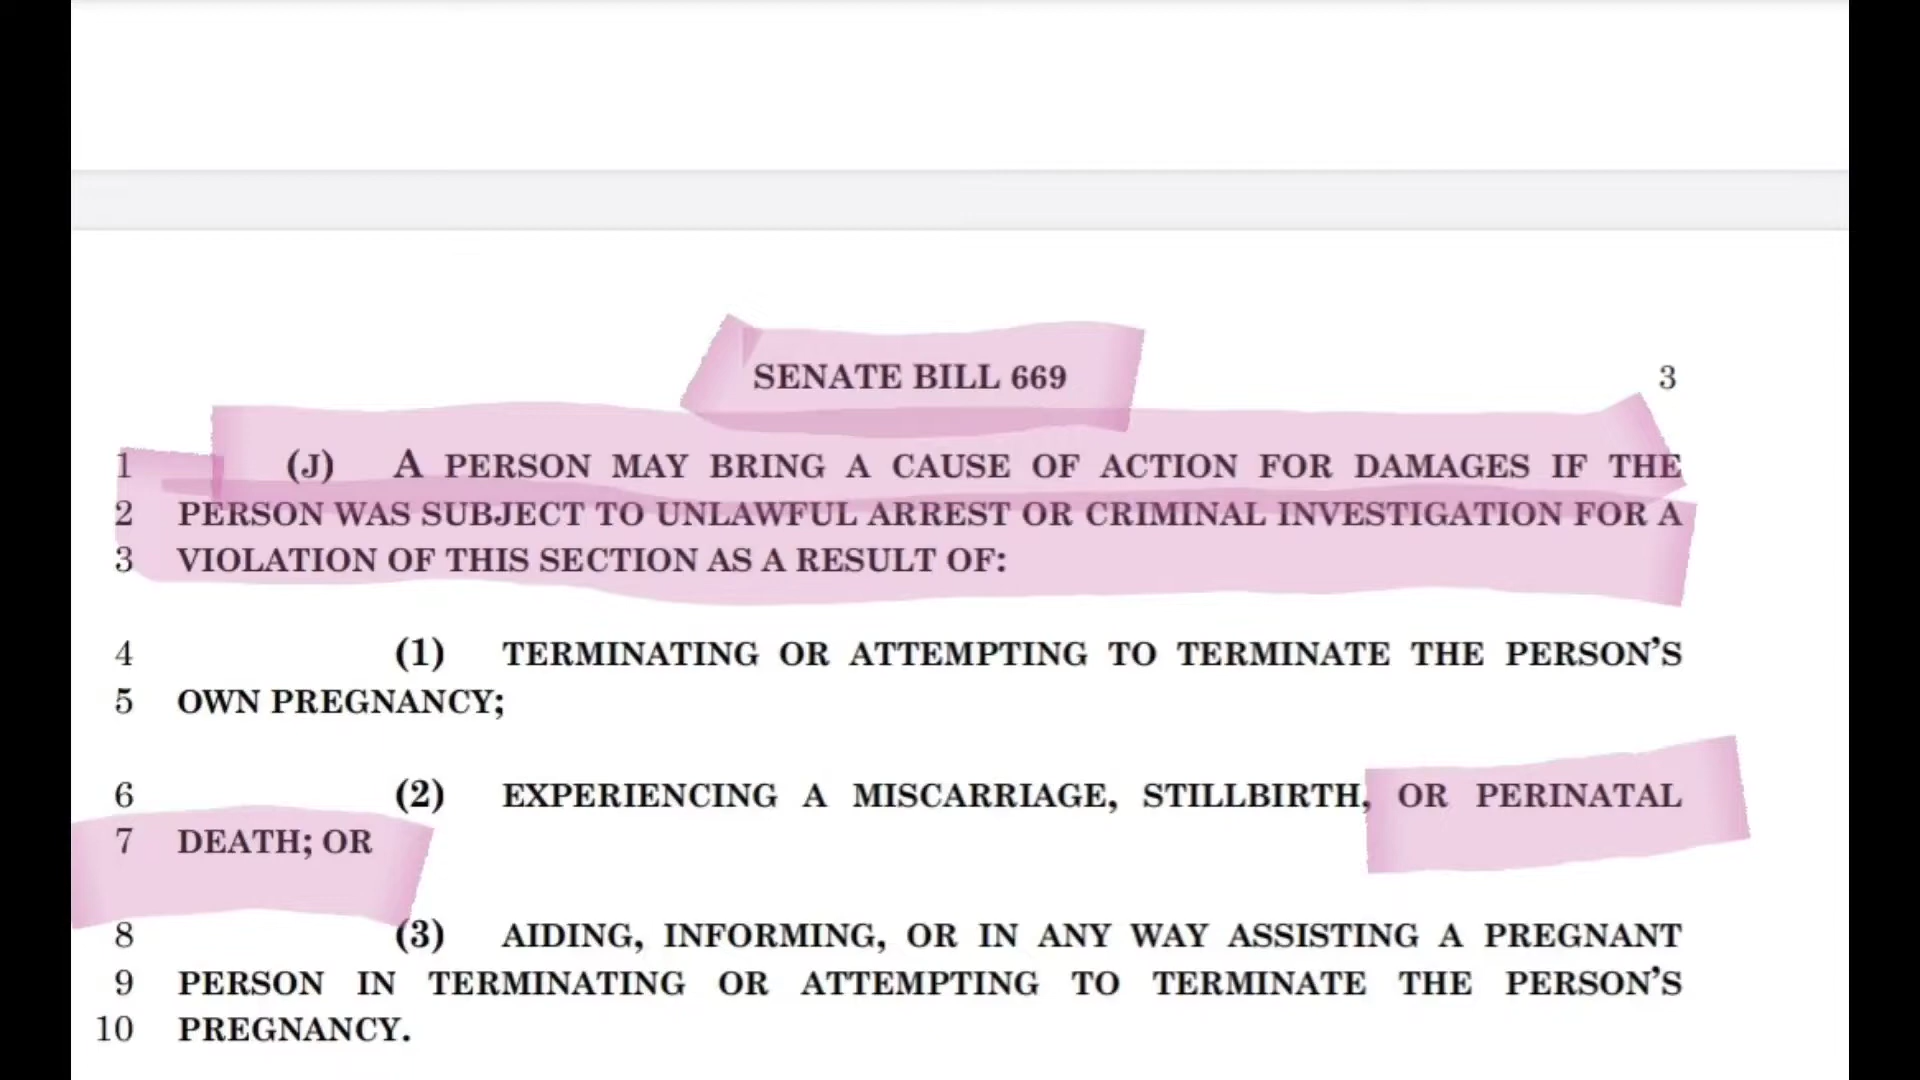 SENATE BILL 669 3
1 (J) A PERSON MAY BRING A CAUSE OF ACTION FOR DAMAGES IF THE
2 PERSON WAS SUBJECT TO UNLAWFUL ARREST OR CRIMINAL INVESTIGATION FOR A
3 VIOLATION OF THIS SECTION AS A RESULT OF:
4 (1) TERMINATING OR ATTEMPTING TO TERMINATE THE PERSON’S
5 OWN PREGNANCY;
6 (2) EXPERIENCING A MISCARRIAGE, STILLBIRTH, OR PERINATAL
7 DEATH; OR
8 (3) AIDING, INFORMING, OR IN ANY WAY ASSISTING A PREGNANT
9 PERSON IN TERMINATING OR ATTEMPTING TO TERMINATE THE PERSON’S
10 PREGNANCY.